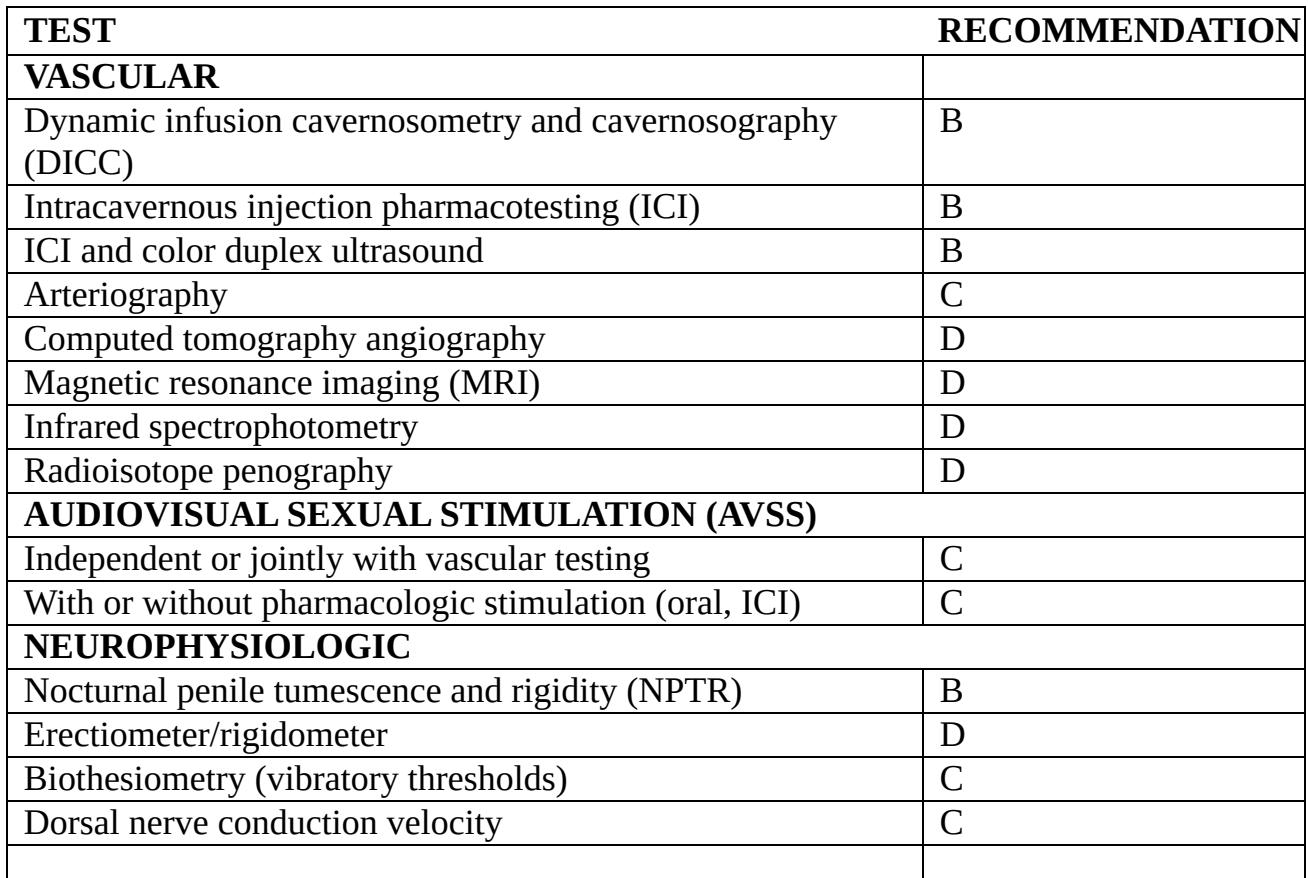 TEST RECOMMENDATION
VASCULAR
Dynamic infusion cavernosometry and cavernosography B
(DICC)
Intracavernous injection pharmacotesting (ICI) B
ICI and color duplex ultrasound B
Arteriography C
Computed tomography angiography D
Magnetic resonance imaging (MRI) D
Infrared spectrophotometry D
Radioisotope penography D
AUDIOVISUAL SEXUAL STIMULATION (AVSS)
Independent or jointly with vascular testing C
With or without pharmacologic stimulation (oral, ICI) C
NEUROPHYSIOLOGIC
Nocturnal penile tumescence and rigidity (NPTR) B
Erectiometer/rigidometer D
Biothesiometry (vibratory thresholds) C
Dorsal nerve conduction velocity C